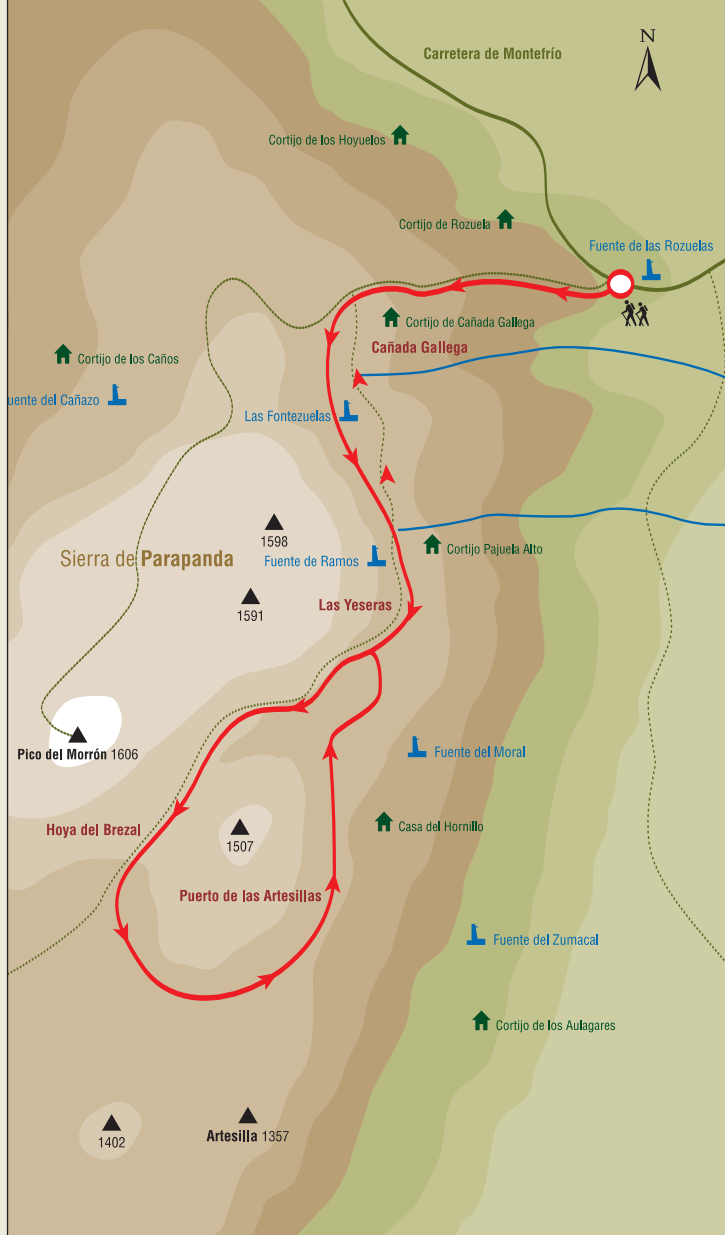 N
Carretera de Montefrío
Cortijo de los Hoyuelos
Cortijo de Rozuela
Fuente de las Rozuelas
Cortijo de Cañada Gallega
Cañada Gallega
Cortijo de los Caños
uente del Cañazo
Las Fontezuelas
1598
Sierra de Parapanda
Fuente de Ramos
Cortijo Pajuela Alto
1591
Las Yeseras
Pico del Morrón 1606
Fuente del Moral
Hoya del Brezal
1507
Casa del Hornillo
Puerto de las Artesillas
Fuente del Zumacal
Cortijo de los Aulagares
1402
Artesilla 1357